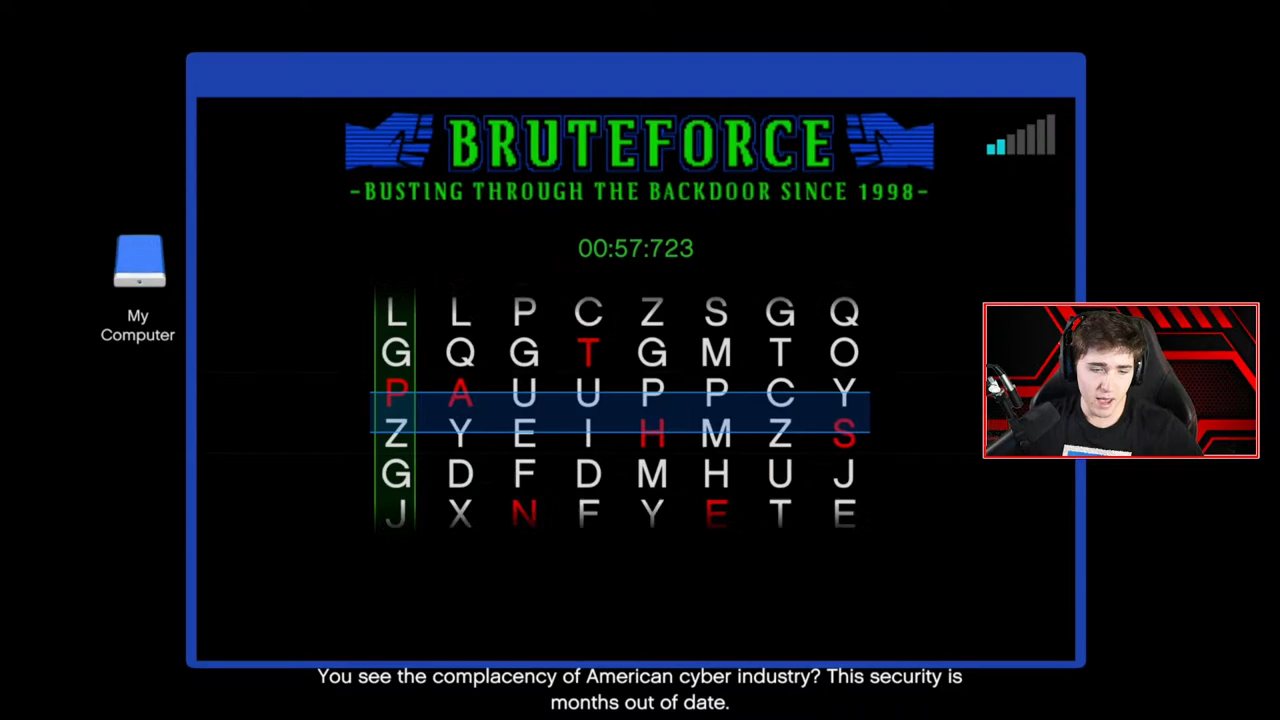 BRUTEFORCE
-BUSTING THROUGH THE BACKDOOR SINCE 1998-
00:57:723
L L P C Z S G Q
G Q G T G M T O
P A U U P P C Y
Z Y E I H M Z S
G D F D M H U J
J X N F Y E T E
My
Computer
You see the complacency of American cyber industry? This security is
months out of date.